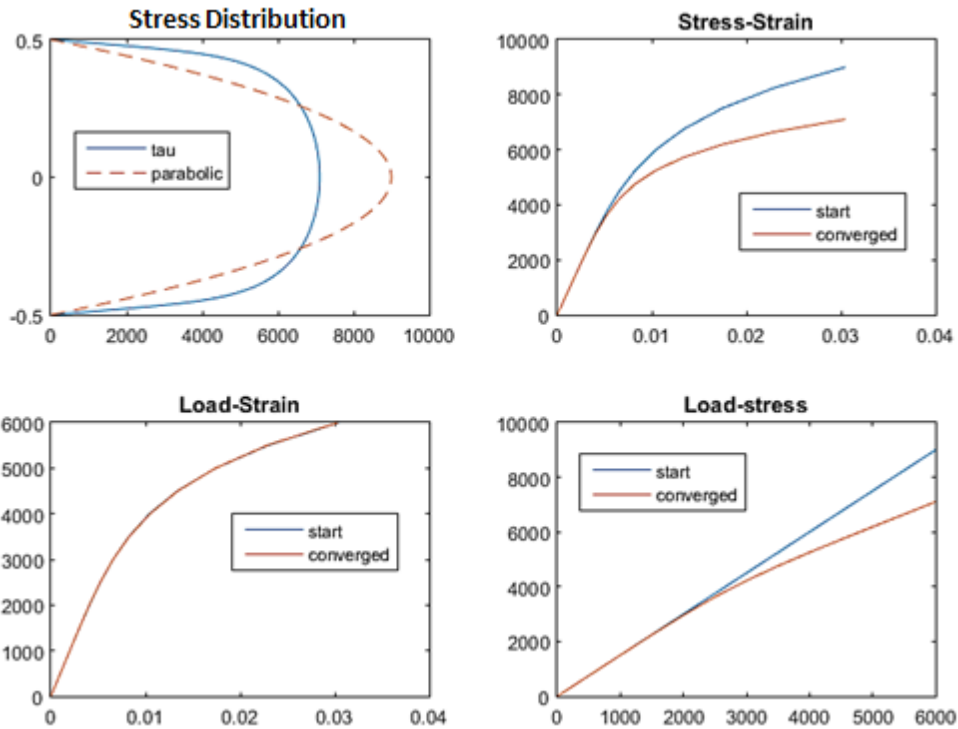 Stress Distribution
0.5
0
-0.5
tau
parabolic
0 2000 4000 6000 8000 10000
Stress-Strain
10000
8000
6000
4000
2000
0
start
converged
0 0.01 0.02 0.03 0.04
Load-Strain
6000
5000
4000
3000
2000
1000
0
start
converged
0 0.01 0.02 0.03 0.04
Load-stress
10000
8000
6000
4000
2000
0
start
converged
0 1000 2000 3000 4000 5000 6000